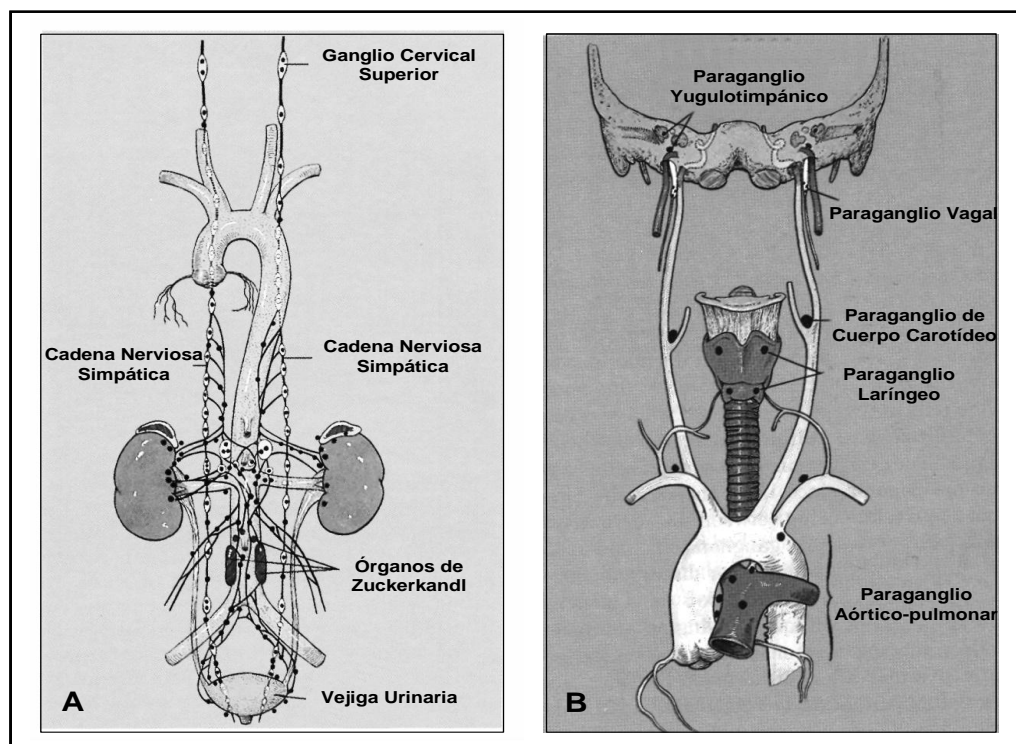 Ganglio Cervical
Superior
Cadena Nerviosa
Simpática
Cadena Nerviosa
Simpática
Órganos de
Zuckerkandl
Vejiga Urinaria
A
Paraganglio
Yugulotimpánico
Paraganglio Vagal
Paraganglio de
Cuerpo Carotídeo
Paraganglio
Laríngeo
Paraganglio
Aórtico-pulmonar
B